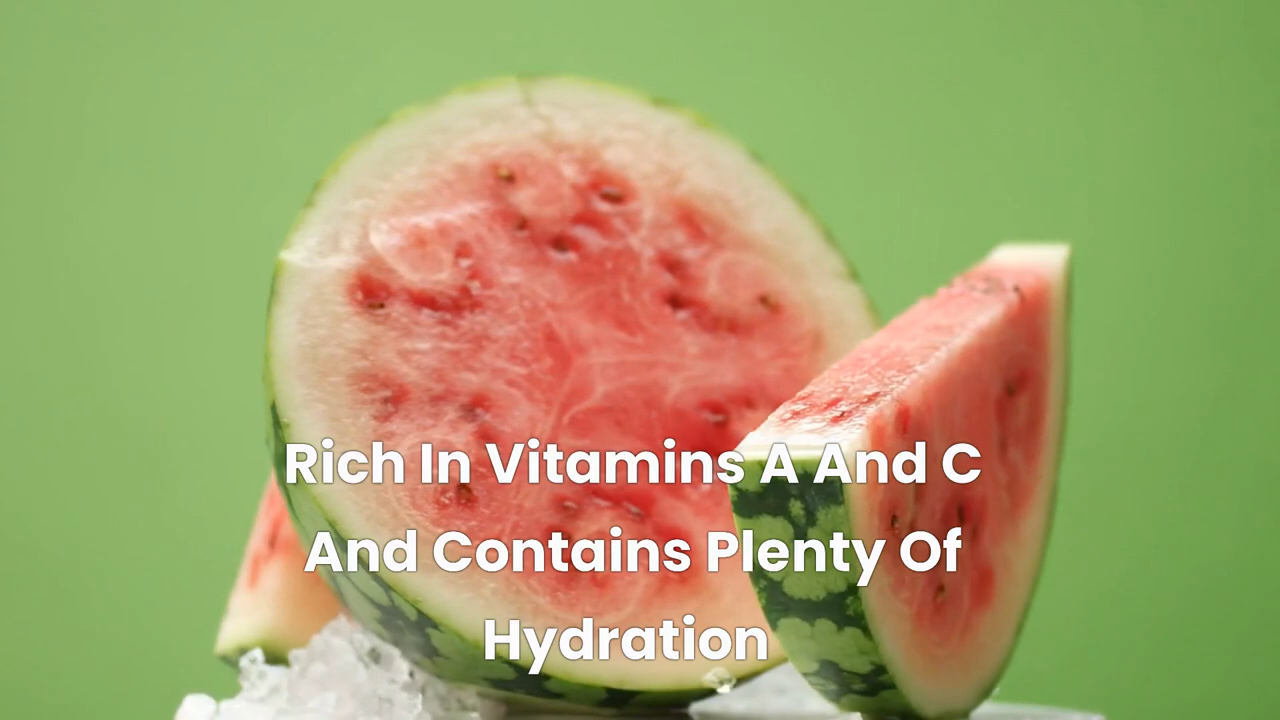 Rich In Vitamins A And C
And Contains Plenty Of
Hydration